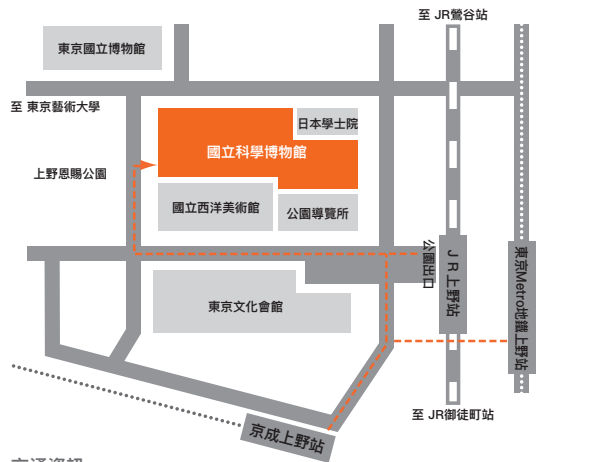 至 JR鶯谷站
東京國立博物館
至 東京藝術大學
日本學士院
國立科學博物館
上野恩賜公園
國立西洋美術館
公園導覽所
公園出口
JR上野站
東京Metro地鐵上野站
東京文化會館
至 JR御徒町站
京成上野站
交通資訊